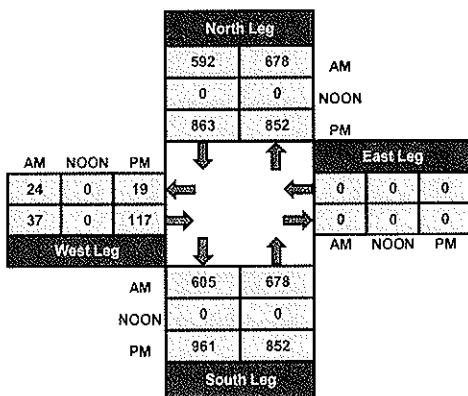 North Leg
592 678 AM
0 0 NOON
863 852 PM
AM NOON PM
East Leg
24 0 19
0 0 0
37 0 117
0 0 0
West Leg
AM NOON PM
AM 605 678
NOON 0 0
PM 961 852
South Leg